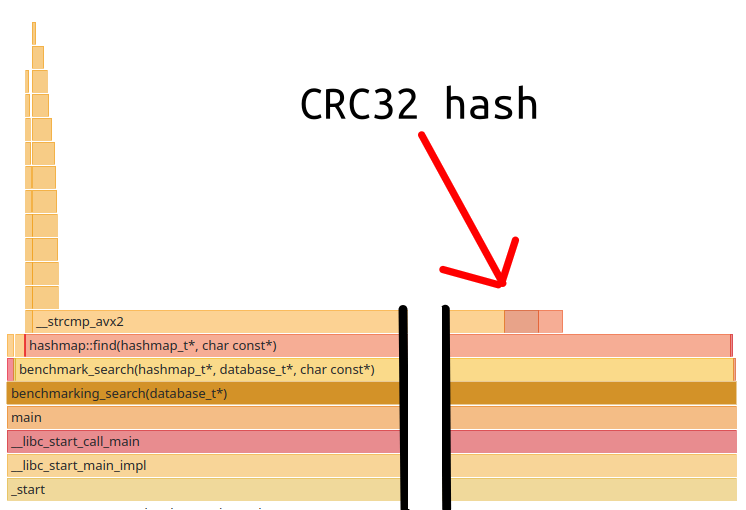 CRC32 hash
__strcmp_avx2
hashmap::find(hashmap_t*, char const*)
benchmark_search(hashmap_t*, database_t*, char const*)
benchmarking_search(database_t*)
main
__libc_start_call_main
__libc_start_main_impl
_start